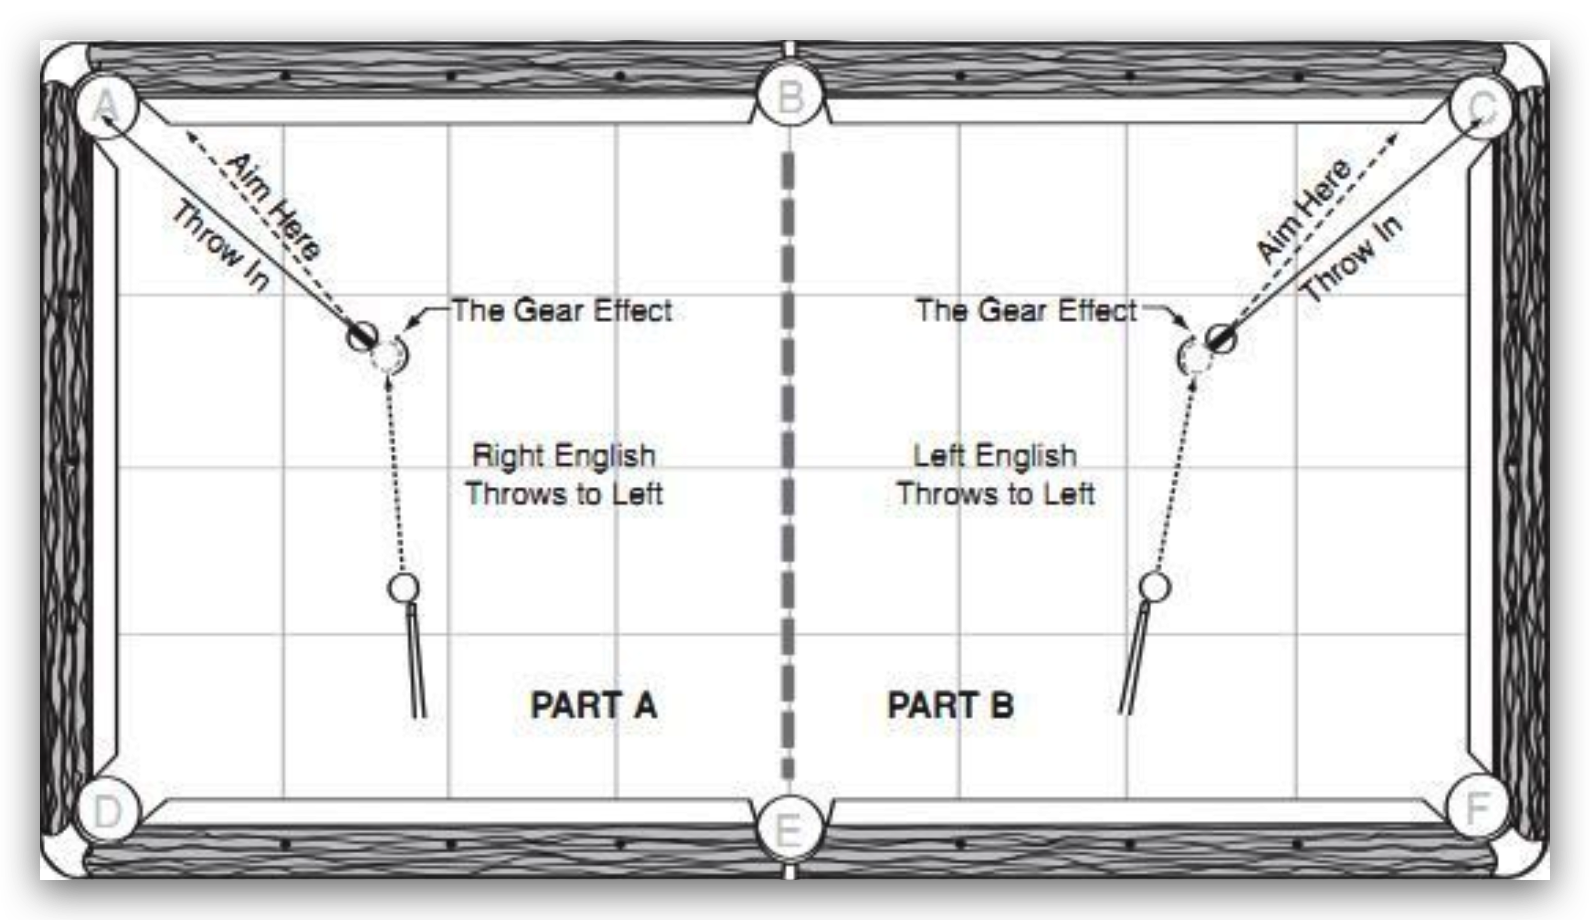 A
B
C
Aim Here
Throw In
Aim Here
Throw In
The Gear Effect
The Gear Effect
Right English
Throws to Left
Left English
Throws to Left
PART A
PART B
D
E
F